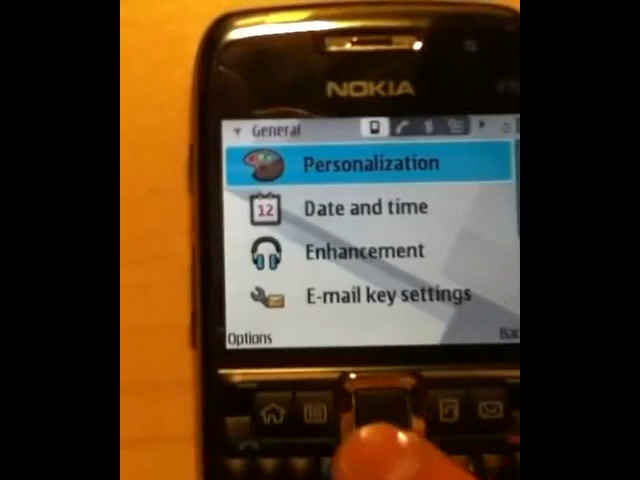 NOKIA
General
Personalization
12
Date and time
Enhancement
E-mail key settings
Options